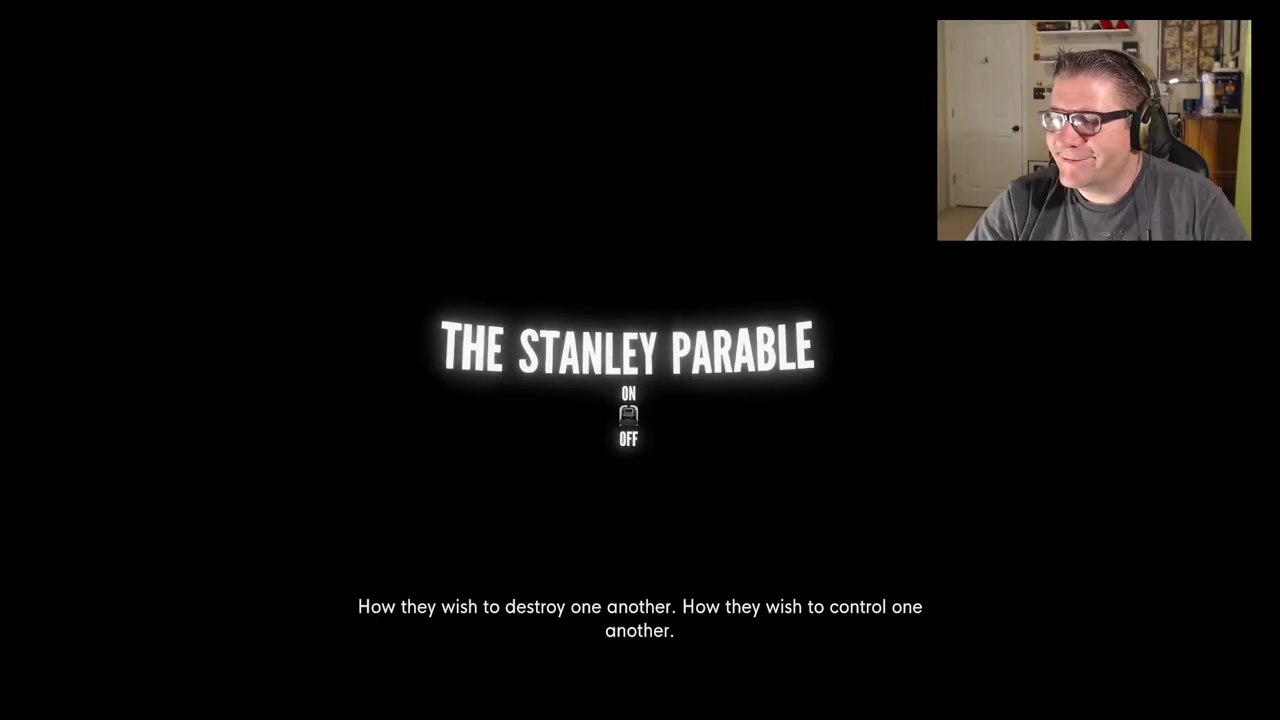 THE STANLEY PARABLE
ON
OFF
How they wish to destroy one another. How they wish to control one
another.